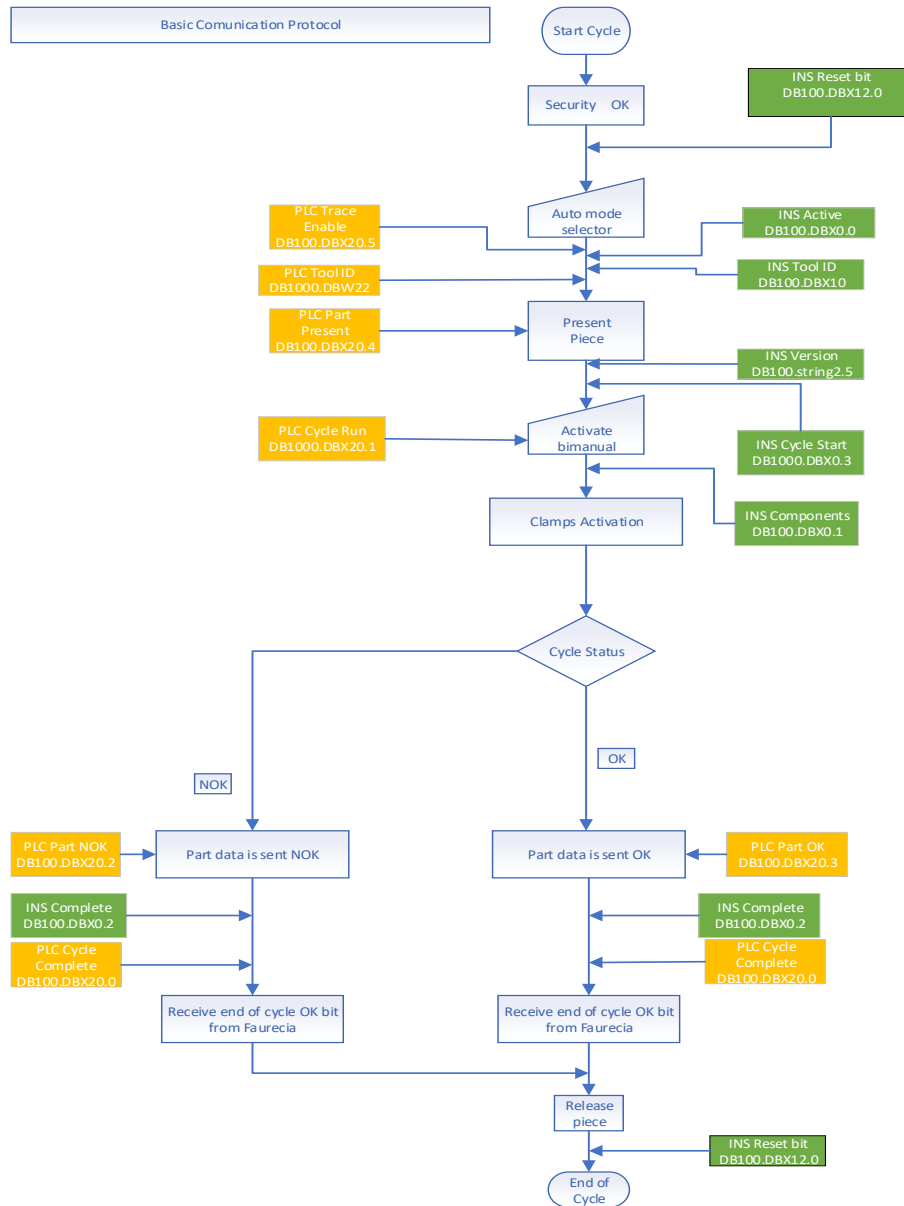 Basic Comunication Protocol
Start Cycle
INS Reset bit
DB100.DBX12.0
Security OK
Auto mode
selector
PLC Trace
Enable
DB100.DBX20.5
INS Active
DB100.DBX0.0
PLC Tool ID
DB1000.DBW22
INS Tool ID
DB100.DBX10
PLC Part
Present
DB100.DBX20.4
Present
Piece
INS Version
DB100.string2.5
PLC Cycle Run
DB1000.DBX20.1
Activate
bimanual
INS Cycle Start
DB1000.DBX0.3
Clamps Activation
INS Components
DB100.DBX0.1
Cycle Status
NOK
OK
PLC Part NOK
DB100.DBX20.2
Part data is sent NOK
Part data is sent OK
PLC Part OK
DB100.DBX20.3
INS Complete
DB100.DBX0.2
INS Complete
DB100.DBX0.2
PLC Cycle
Complete
DB100.DBX20.0
PLC Cycle
Complete
DB100.DBX20.0
Receive end of cycle OK bit
from Faurecia
Receive end of cycle OK bit
from Faurecia
Release
piece
INS Reset bit
DB100.DBX12.0
End of
Cycle